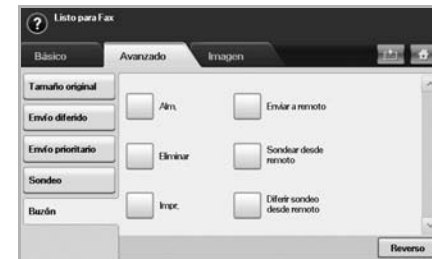 ? Listo para Fax
Básico Avanzado Imagen
Tamaño original
Envío diferido
Envío prioritario
Sondeo
Buzón
Alm. Enviar a remoto
Eliminar Sondear desde
remoto
Impr. Diferir sondeo
desde remoto
Reverso